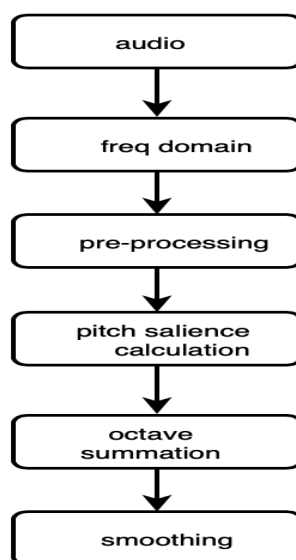 audio
freq domain
pre-processing
pitch salience
calculation
octave
summation
smoothing